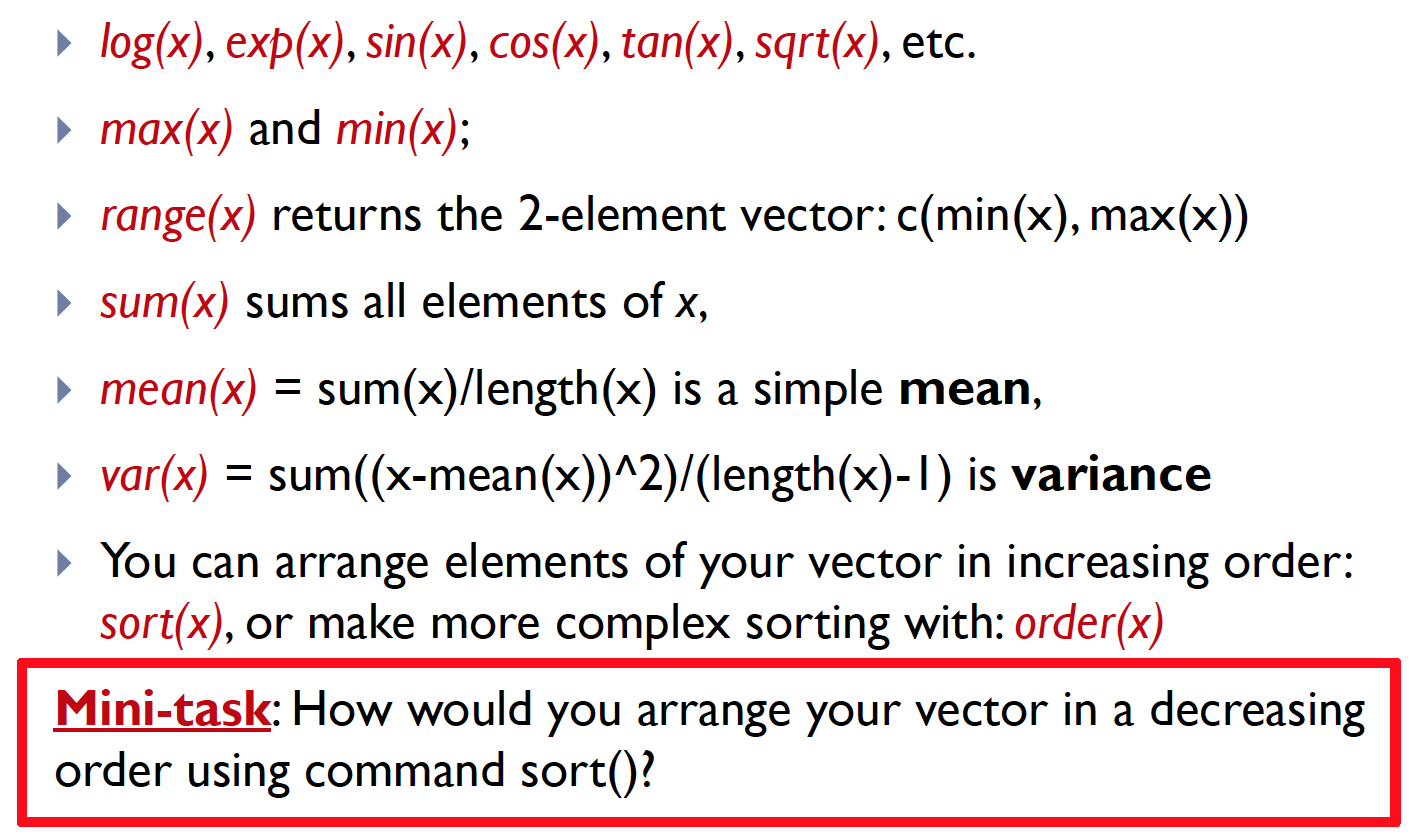 log(x), exp(x), sin(x), cos(x), tan(x), sqrt(x), etc.
max(x) and min(x);
range(x) returns the 2-element vector: c(min(x), max(x))
sum(x) sums all elements of x,
mean(x) = sum(x)/length(x) is a simple mean,
var(x) = sum((x-mean(x))^2)/(length(x)-1) is variance
You can arrange elements of your vector in increasing order:
sort(x), or make more complex sorting with: order(x)
Mini-task: How would you arrange your vector in a decreasing
order using command sort()?